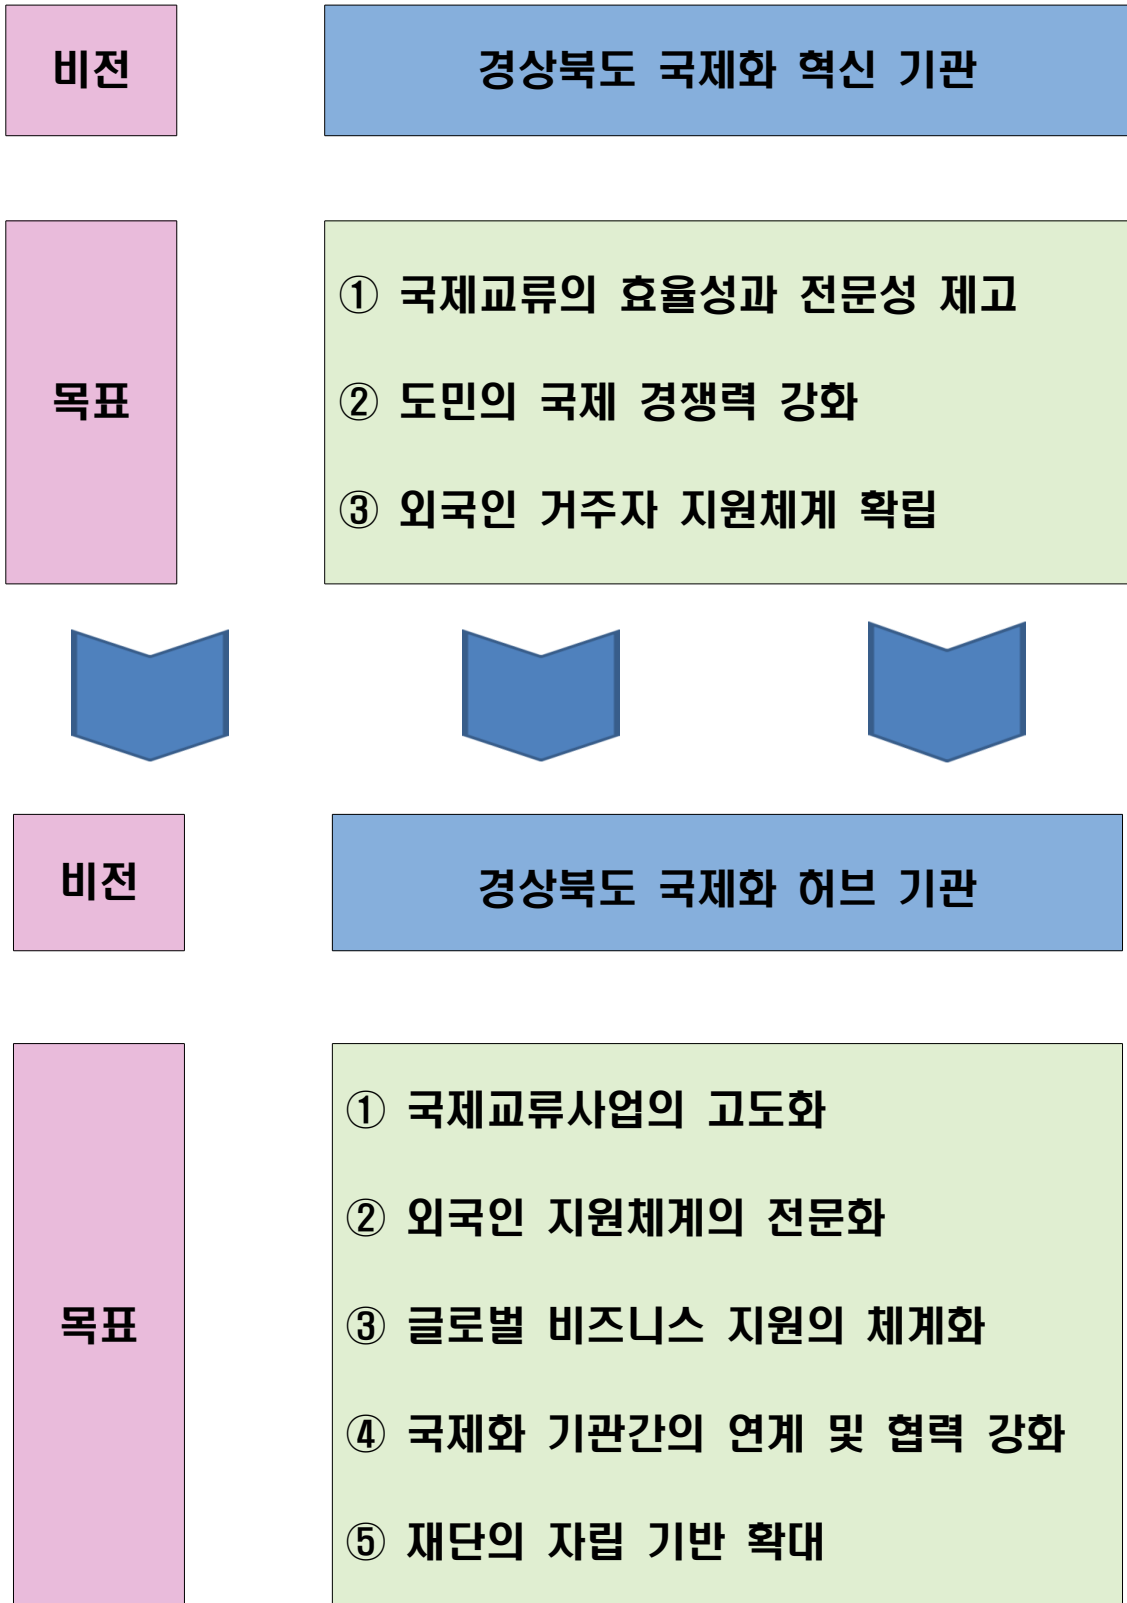 비전
경상북도 국제화 혁신 기관
목표
① 국제교류의 효율성과 전문성 제고
② 도민의 국제 경쟁력 강화
③ 외국인 거주자 지원체계 확립
비전
경상북도 국제화 허브 기관
목표
① 국제교류사업의 고도화
② 외국인 지원체계의 전문화
③ 글로벌 비즈니스 지원의 체계화
④ 국제화 기관간의 연계 및 협력 강화
⑤ 재단의 자립 기반 확대